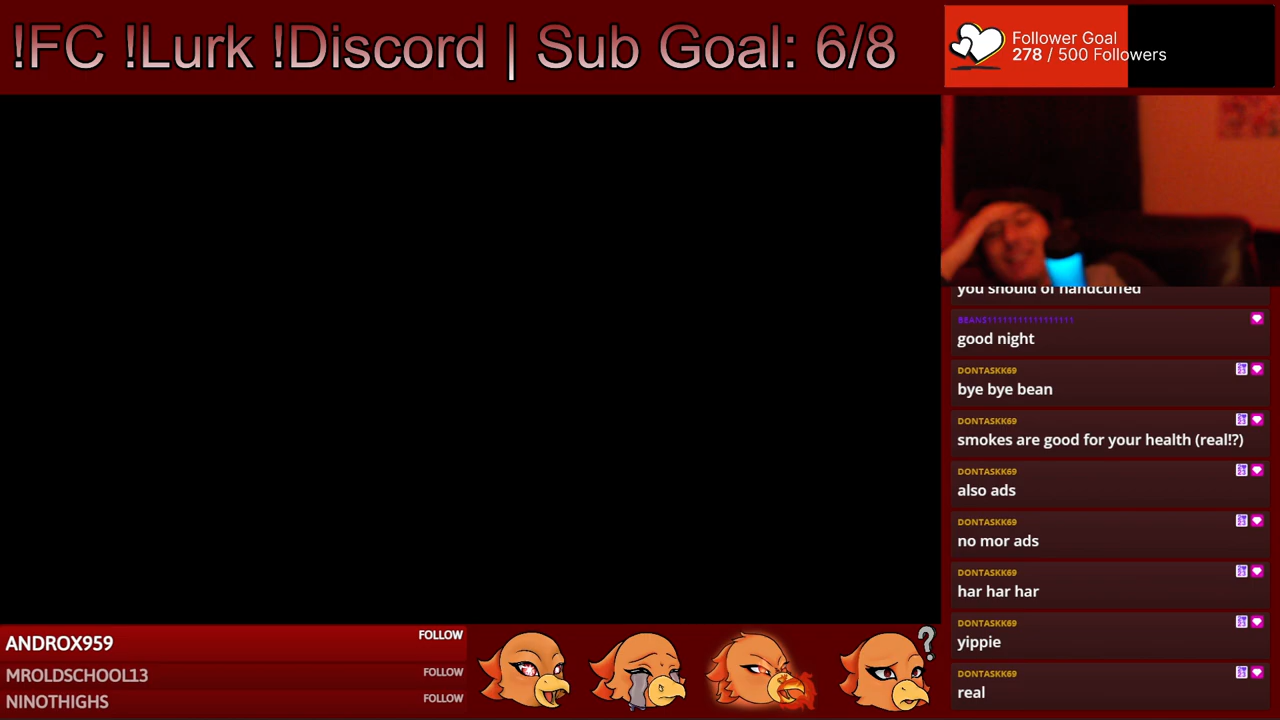 !FC !Lurk !Discord | Sub Goal: 6/8
Follower Goal
278 / 500 Followers
you should of handcuffed
BEANS11111111111111111
good night
DONTASKK69
bye bye bean
DONTASKK69
smokes are good for your health (real!?)
DONTASKK69
also ads
DONTASKK69
no mor ads
DONTASKK69
har har har
DONTASKK69
yippie
DONTASKK69
real
ANDROX959 FOLLOW
MROLDSCHOOL13 FOLLOW
NINOTHIGHS FOLLOW
?